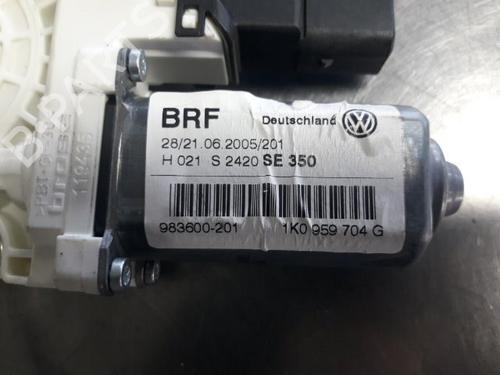 BRF Deutschland
28/21.06.2005/201
H 021 S 2420 SE 350
983600-201 1K0 959 704 G